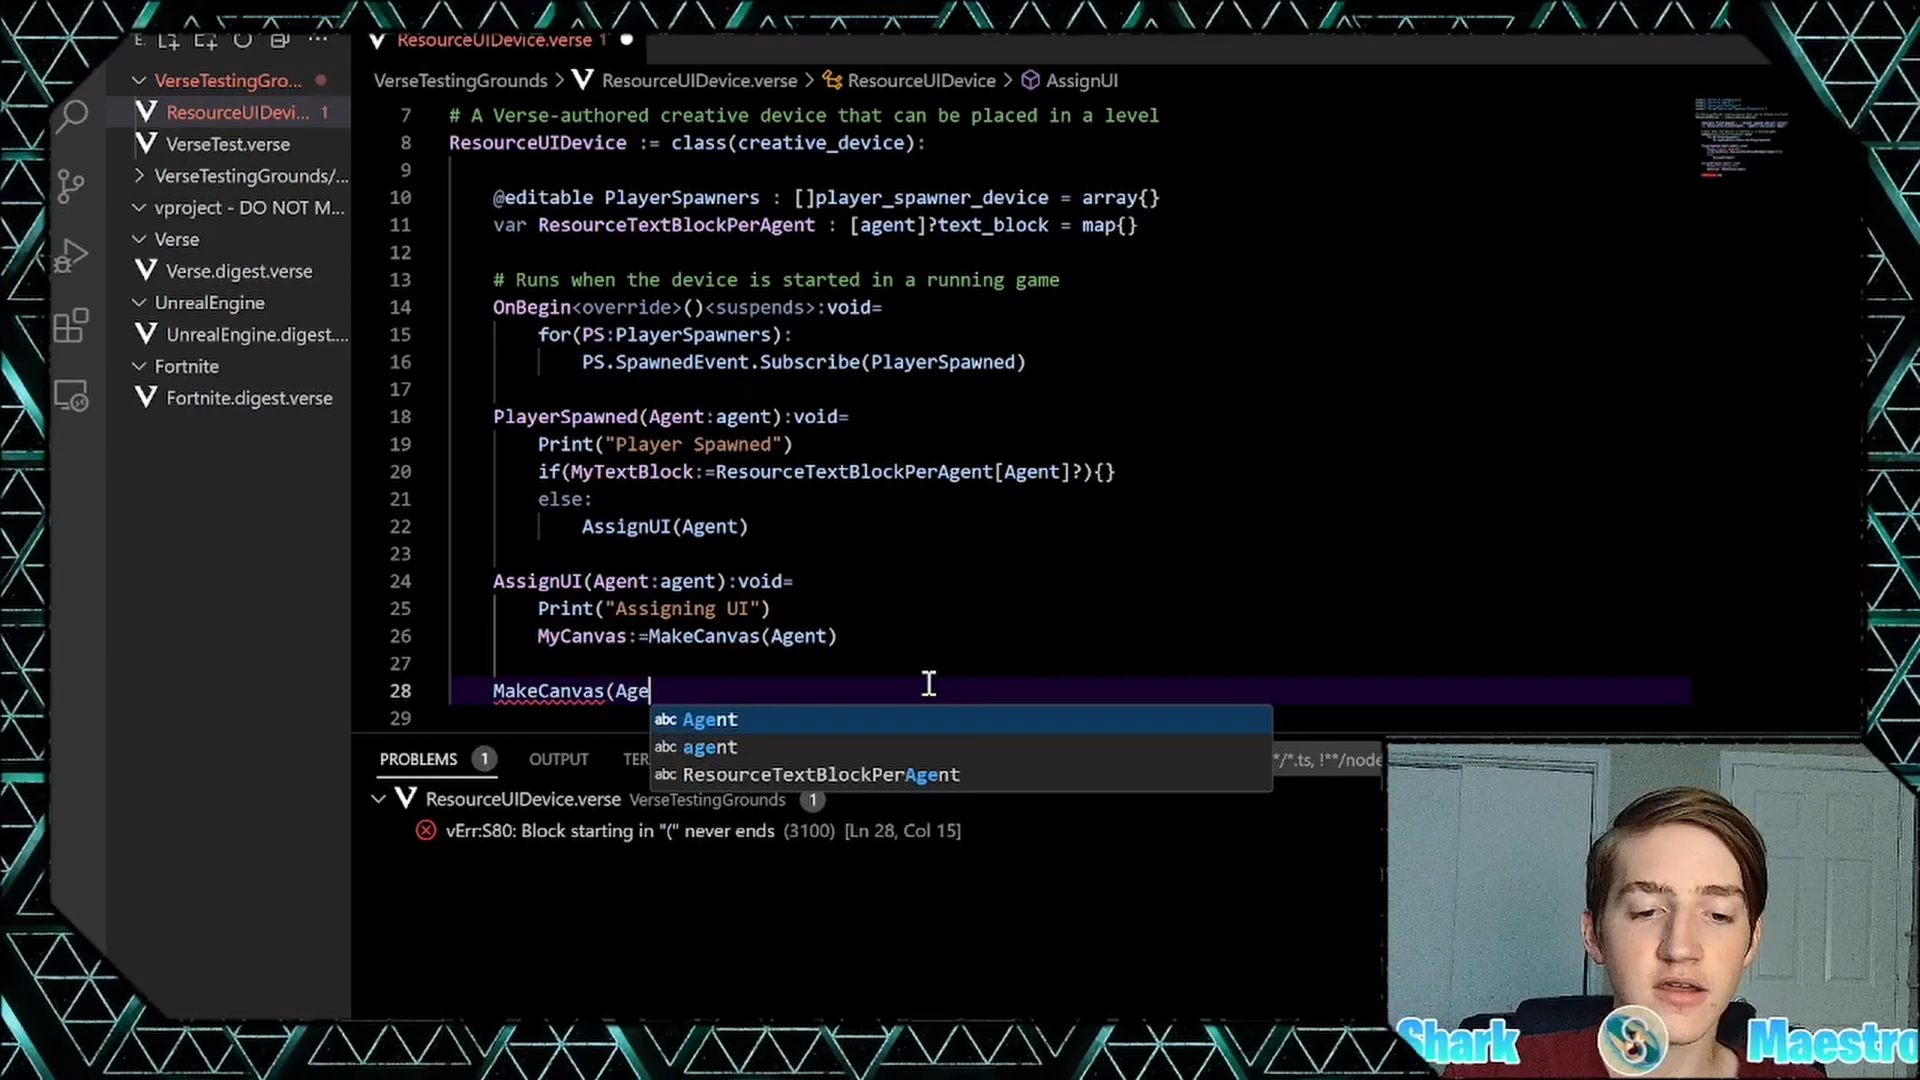 E.
ResourceUIDevice.verse 1
VerseTestingGro...
ResourceUIDevi... 1
VerseTest.verse
VerseTestingGrounds/...
vproject - DO NOT M...
Verse
Verse.digest.verse
UnrealEngine
UnrealEngine.digest....
Fortnite
Fortnite.digest.verse
VerseTestingGrounds > ResourceUIDevice.verse > ResourceUIDevice > AssignUI
7 # A Verse-authored creative device that can be placed in a level
8 ResourceUIDevice := class(creative_device):
9
10 @editable PlayerSpawners : []player_spawner_device = array{}
11 var ResourceTextBlockPerAgent : [agent]?text_block = map{}
12
13 # Runs when the device is started in a running game
14 OnBegin<override>()<suspends>:void=
15 for(PS:PlayerSpawners):
16 PS.SpawnedEvent.Subscribe(PlayerSpawned)
17
18 PlayerSpawned(Agent:agent):void=
19 Print("Player Spawned")
20 if(MyTextBlock:=ResourceTextBlockPerAgent[Agent]?){}
21 else:
22 AssignUI(Agent)
23
24 AssignUI(Agent:agent):void=
25 Print("Assigning UI")
26 MyCanvas:=MakeCanvas(Agent)
27
28 MakeCanvas(Age
29
abc Agent
abc agent
abc ResourceTextBlockPerAgent
PROBLEMS 1 OUTPUT TER
*/*.ts, !**/node
ResourceUIDevice.verse VerseTestingGrounds 1
vErr:S80: Block starting in "(" never ends (3100) [Ln 28, Col 15]
Shark Maestro